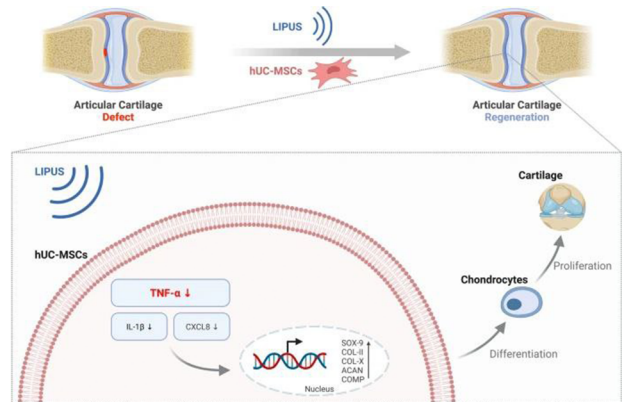 LIPUS
hUC-MSCs
Articular Cartilage
Defect
Articular Cartilage
Regeneration
LIPUS
hUC-MSCs
TNF-α ↓
IL-1β ↓
CXCL8 ↓
SOX-9
COL-II
COL-X
ACAN
COMP
Nucleus
Cartilage
Proliferation
Chondrocytes
Differentiation